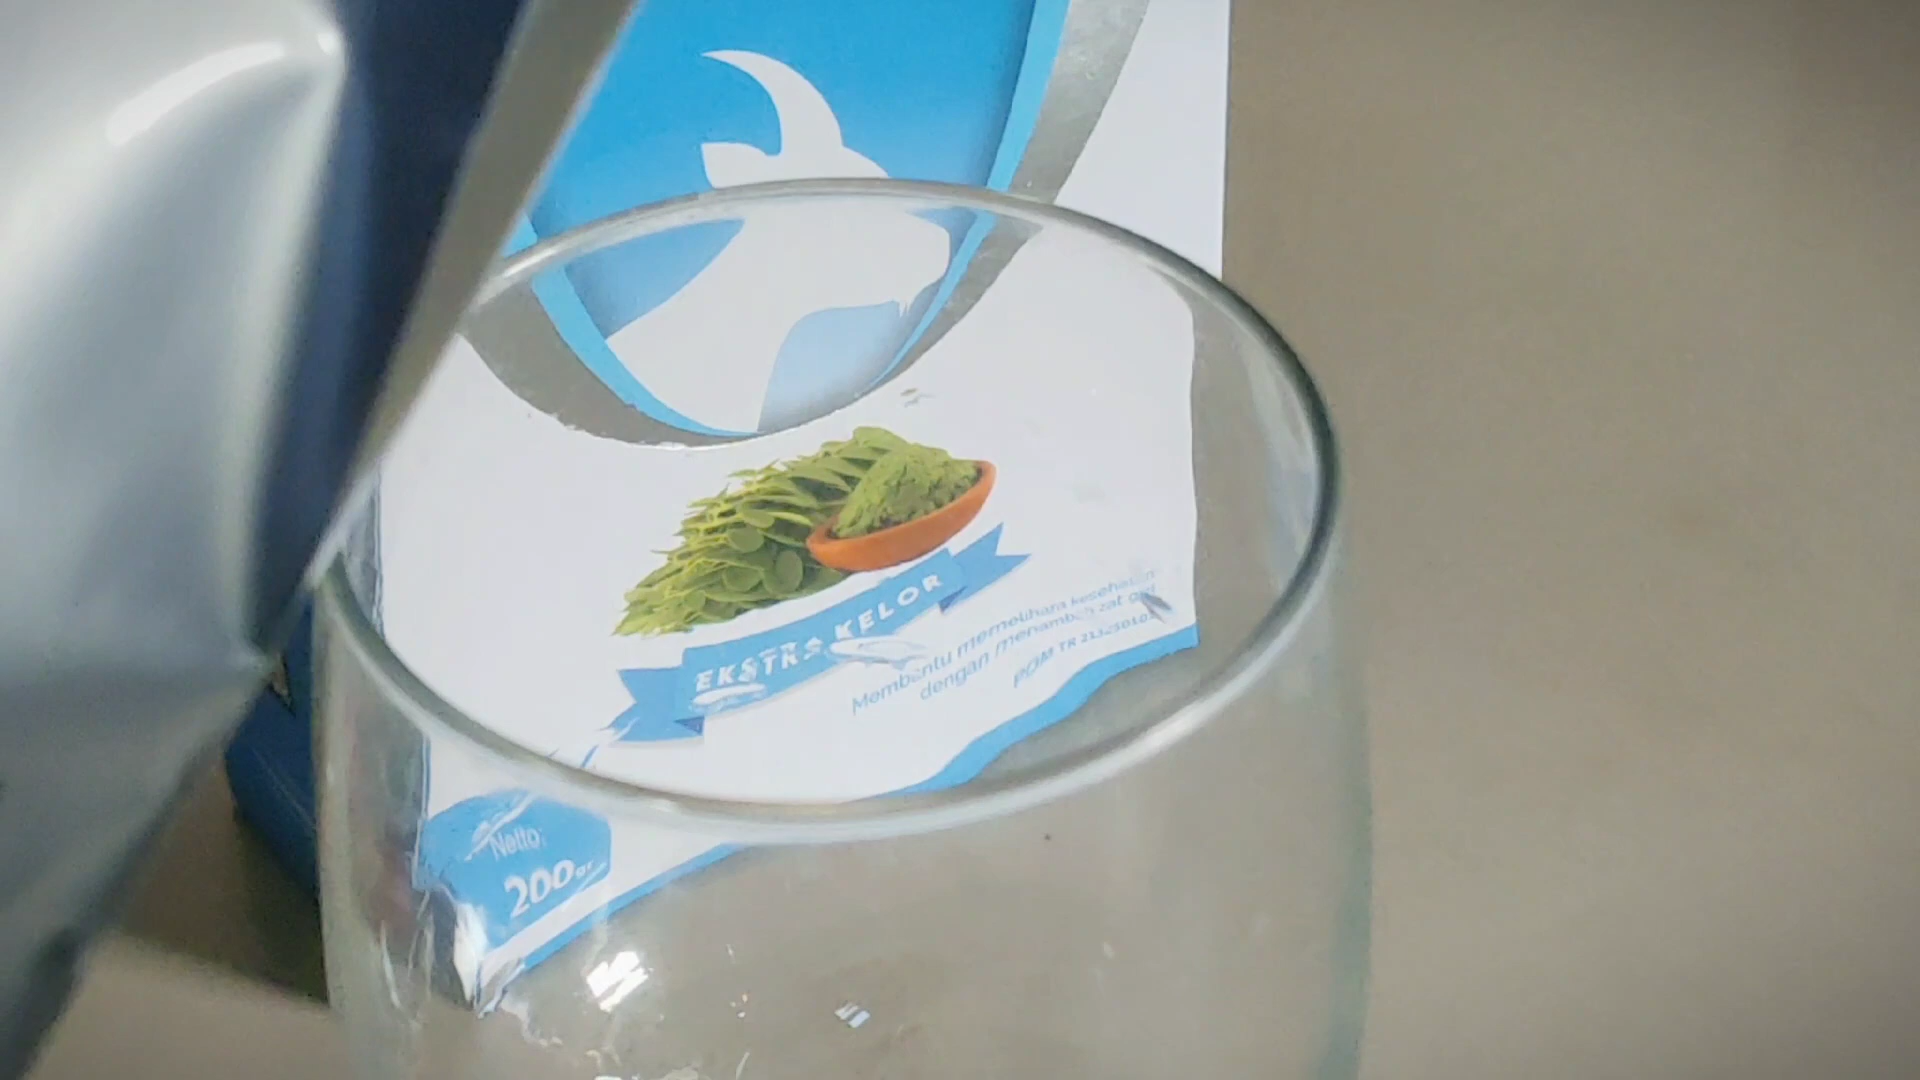 EKSTRA KELOR
Membantu memelihara kesehatan
dengan menambah zat gizi
POM TR
Netto:
200gr